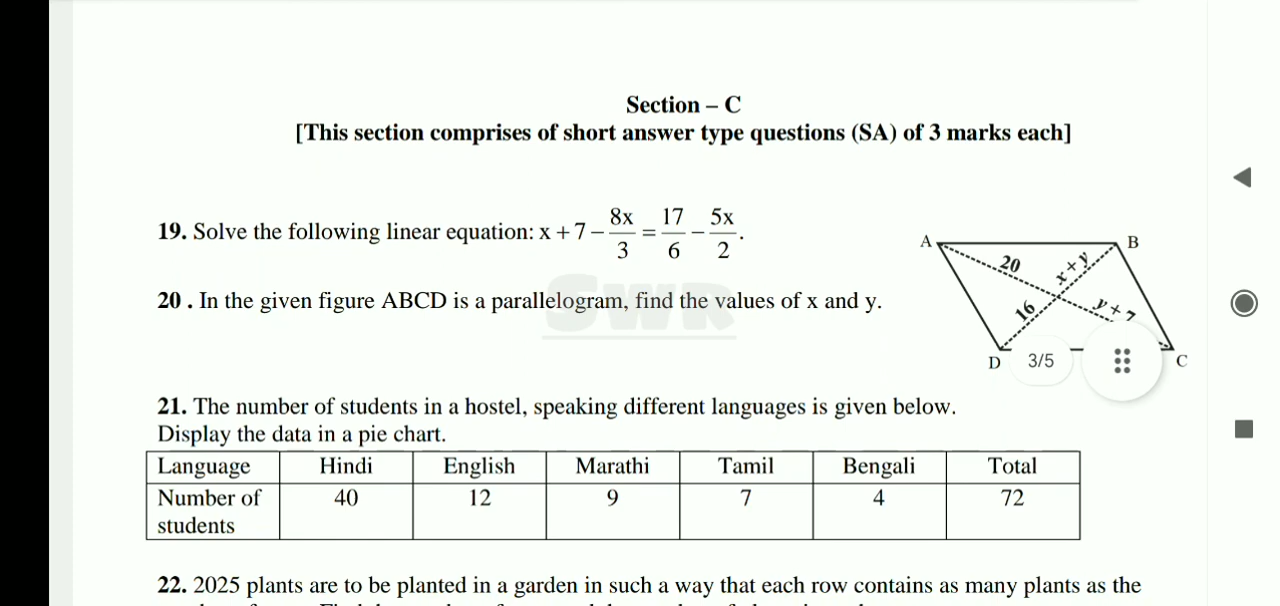 Section – C
[This section comprises of short answer type questions (SA) of 3 marks each]
19. Solve the following linear equation: x + 7 – 8x/3 = 17/6 – 5x/2.
20 . In the given figure ABCD is a parallelogram, find the values of x and y.
A B
20 x + y
16 y + 7
D C
3/5
Swr
21. The number of students in a hostel, speaking different languages is given below.
Display the data in a pie chart.
Language Hindi English Marathi Tamil Bengali Total
Number of students 40 12 9 7 4 72
22. 2025 plants are to be planted in a garden in such a way that each row contains as many plants as the